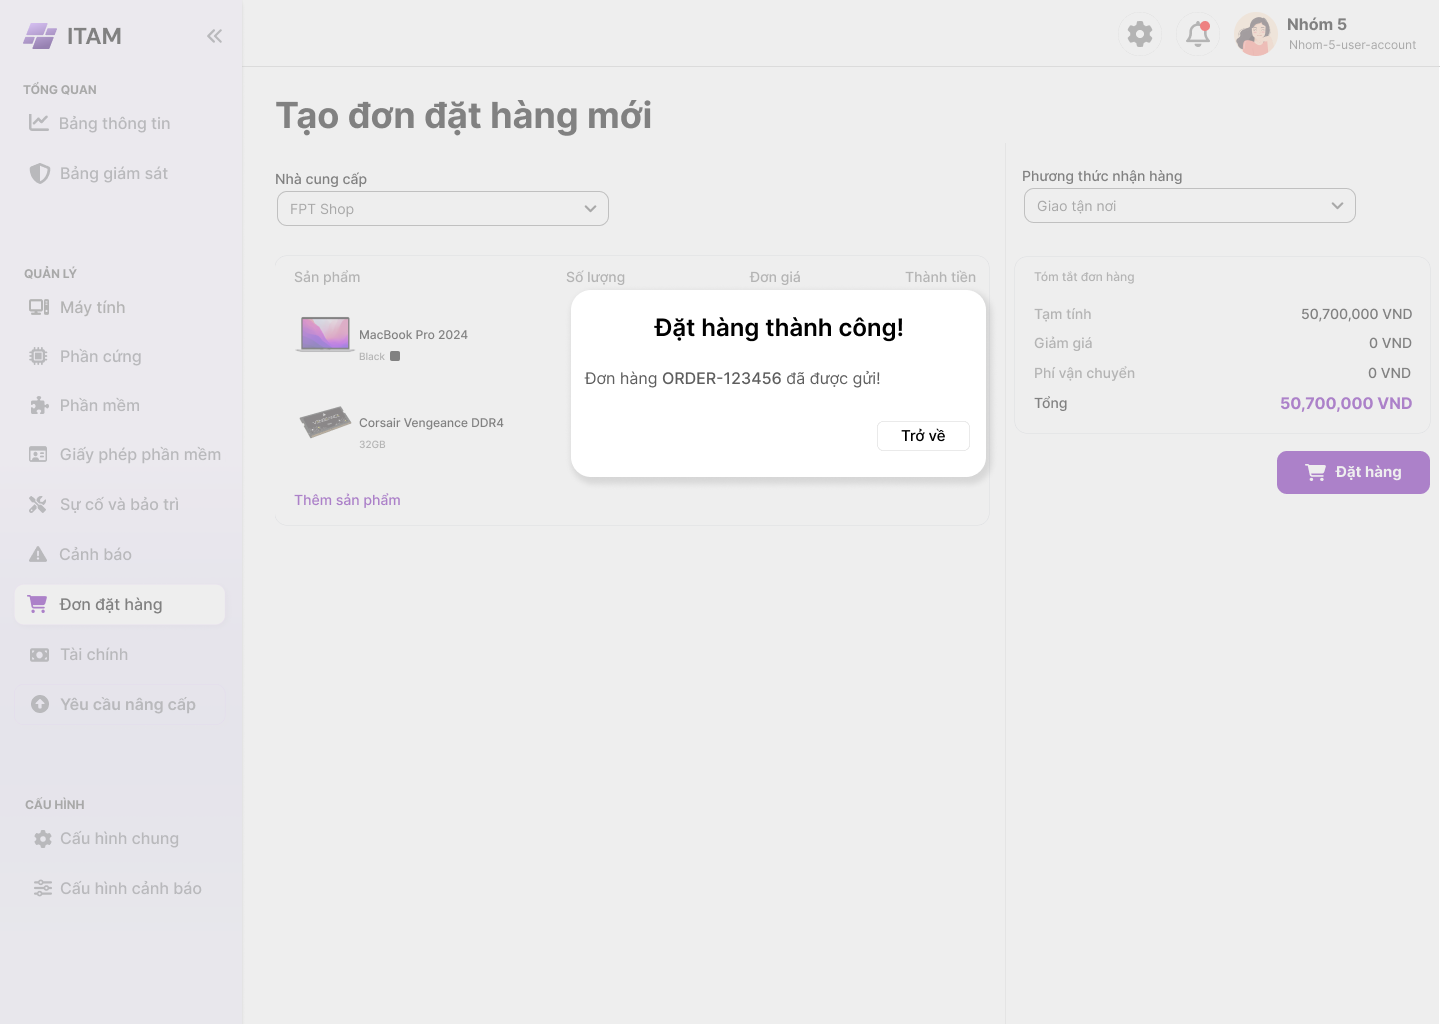 ITAM
Nhóm 5
Nhom-5-user-account
TỔNG QUAN
Bảng thông tin
Bảng giám sát
QUẢN LÝ
Máy tính
Phần cứng
Phần mềm
Giấy phép phần mềm
Sự cố và bảo trì
Cảnh báo
Đơn đặt hàng
Tài chính
Yêu cầu nâng cấp
CẤU HÌNH
Cấu hình chung
Cấu hình cảnh báo
Tạo đơn đặt hàng mới
Nhà cung cấp
FPT Shop
Sản phẩm Số lượng Đơn giá Thành tiền
MacBook Pro 2024
Black
Corsair Vengeance DDR4
32GB
Thêm sản phẩm
Đặt hàng thành công!
Đơn hàng ORDER-123456 đã được gửi!
Trở về
Phương thức nhận hàng
Giao tận nơi
Tóm tắt đơn hàng
Tạm tính 50,700,000 VND
Giảm giá 0 VND
Phí vận chuyển 0 VND
Tổng 50,700,000 VND
Đặt hàng